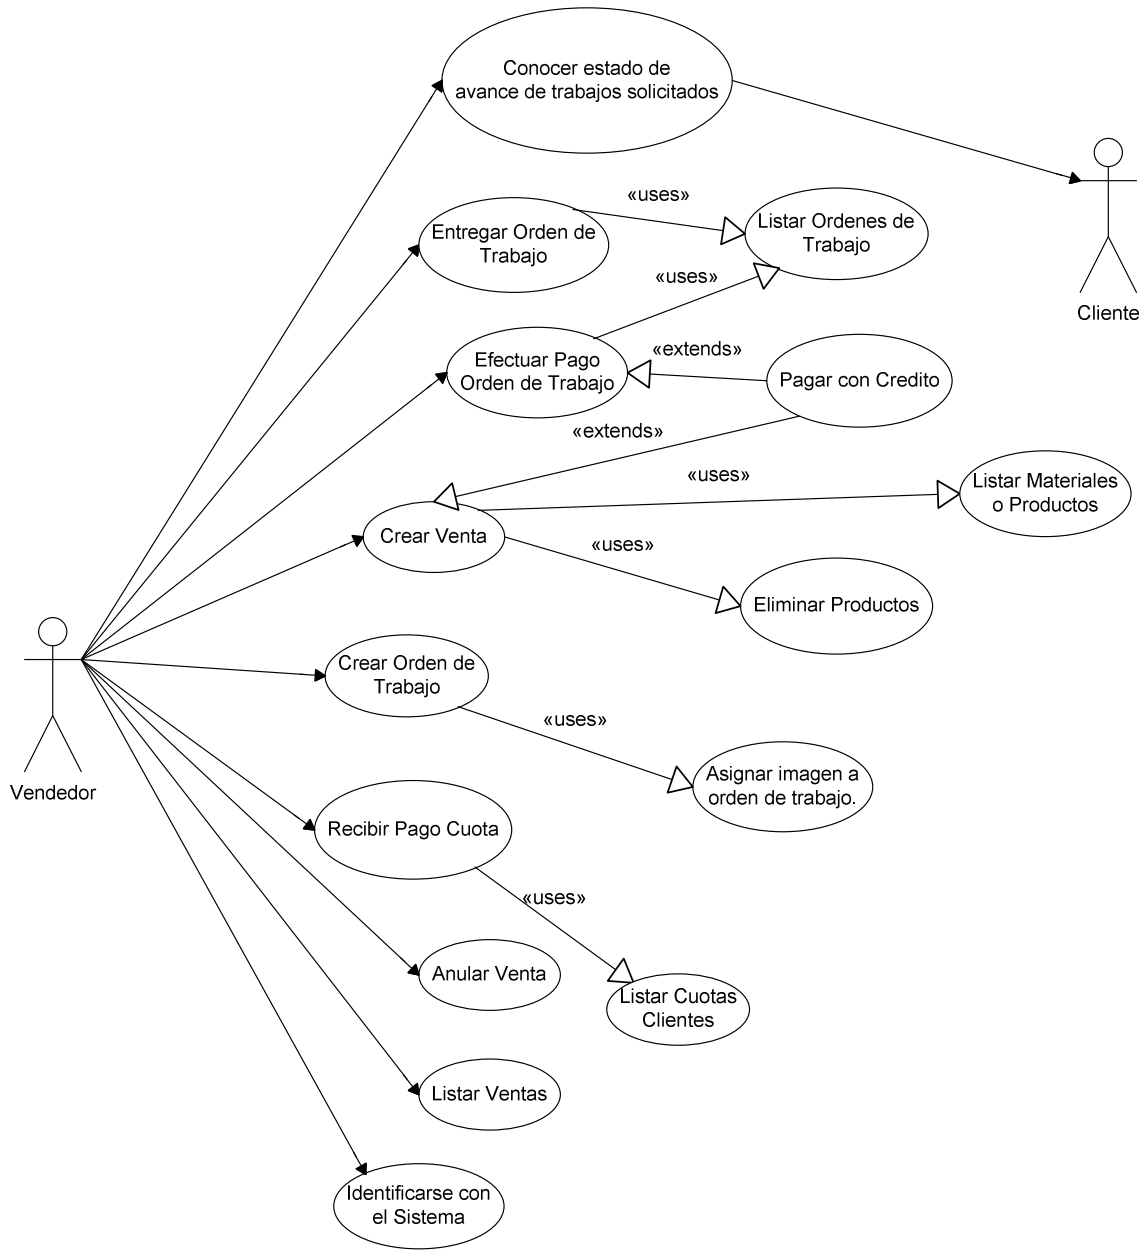 Conocer estado de
avance de trabajos solicitados
«uses»
Entregar Orden de
Trabajo
Listar Ordenes de
Trabajo
«uses»
Cliente
Efectuar Pago
Orden de Trabajo
«extends»
Pagar con Credito
«extends»
«uses»
Listar Materiales
o Productos
Crear Venta
«uses»
Eliminar Productos
Crear Orden de
Trabajo
«uses»
Vendedor
Asignar imagen a
orden de trabajo.
Recibir Pago Cuota
«uses»
Anular Venta
Listar Cuotas
Clientes
Listar Ventas
Identificarse con
el Sistema